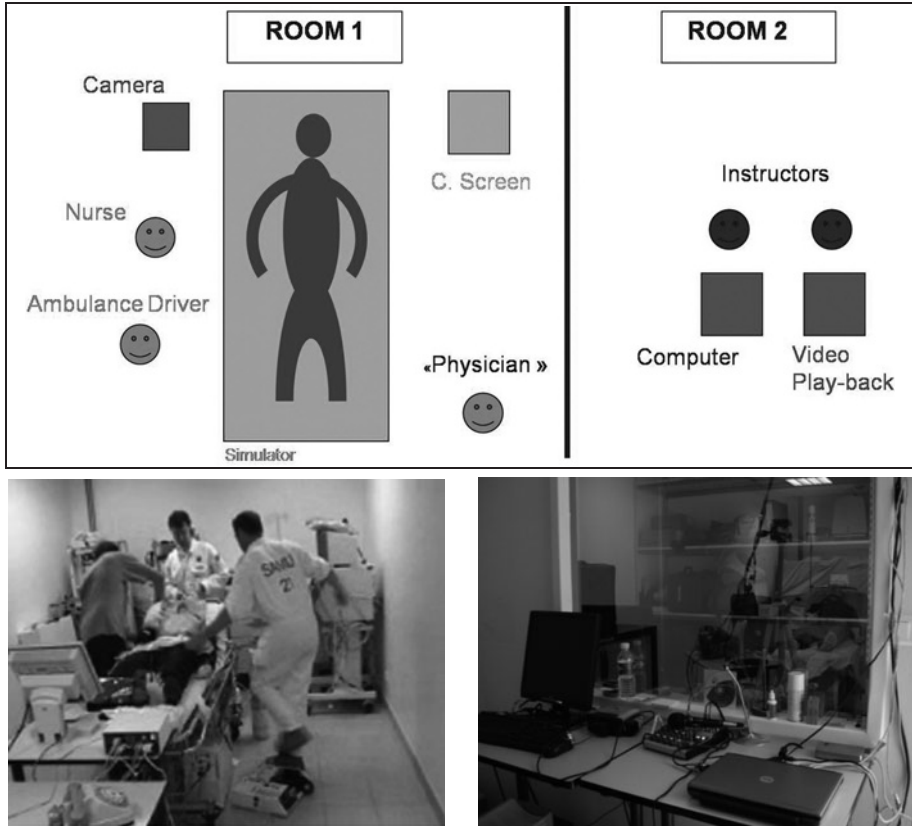 ROOM 1
ROOM 2
Camera
C. Screen
Instructors
Nurse
Ambulance Driver
Computer
Video
Play-back
«Physician »
Simulator
SAMU
21